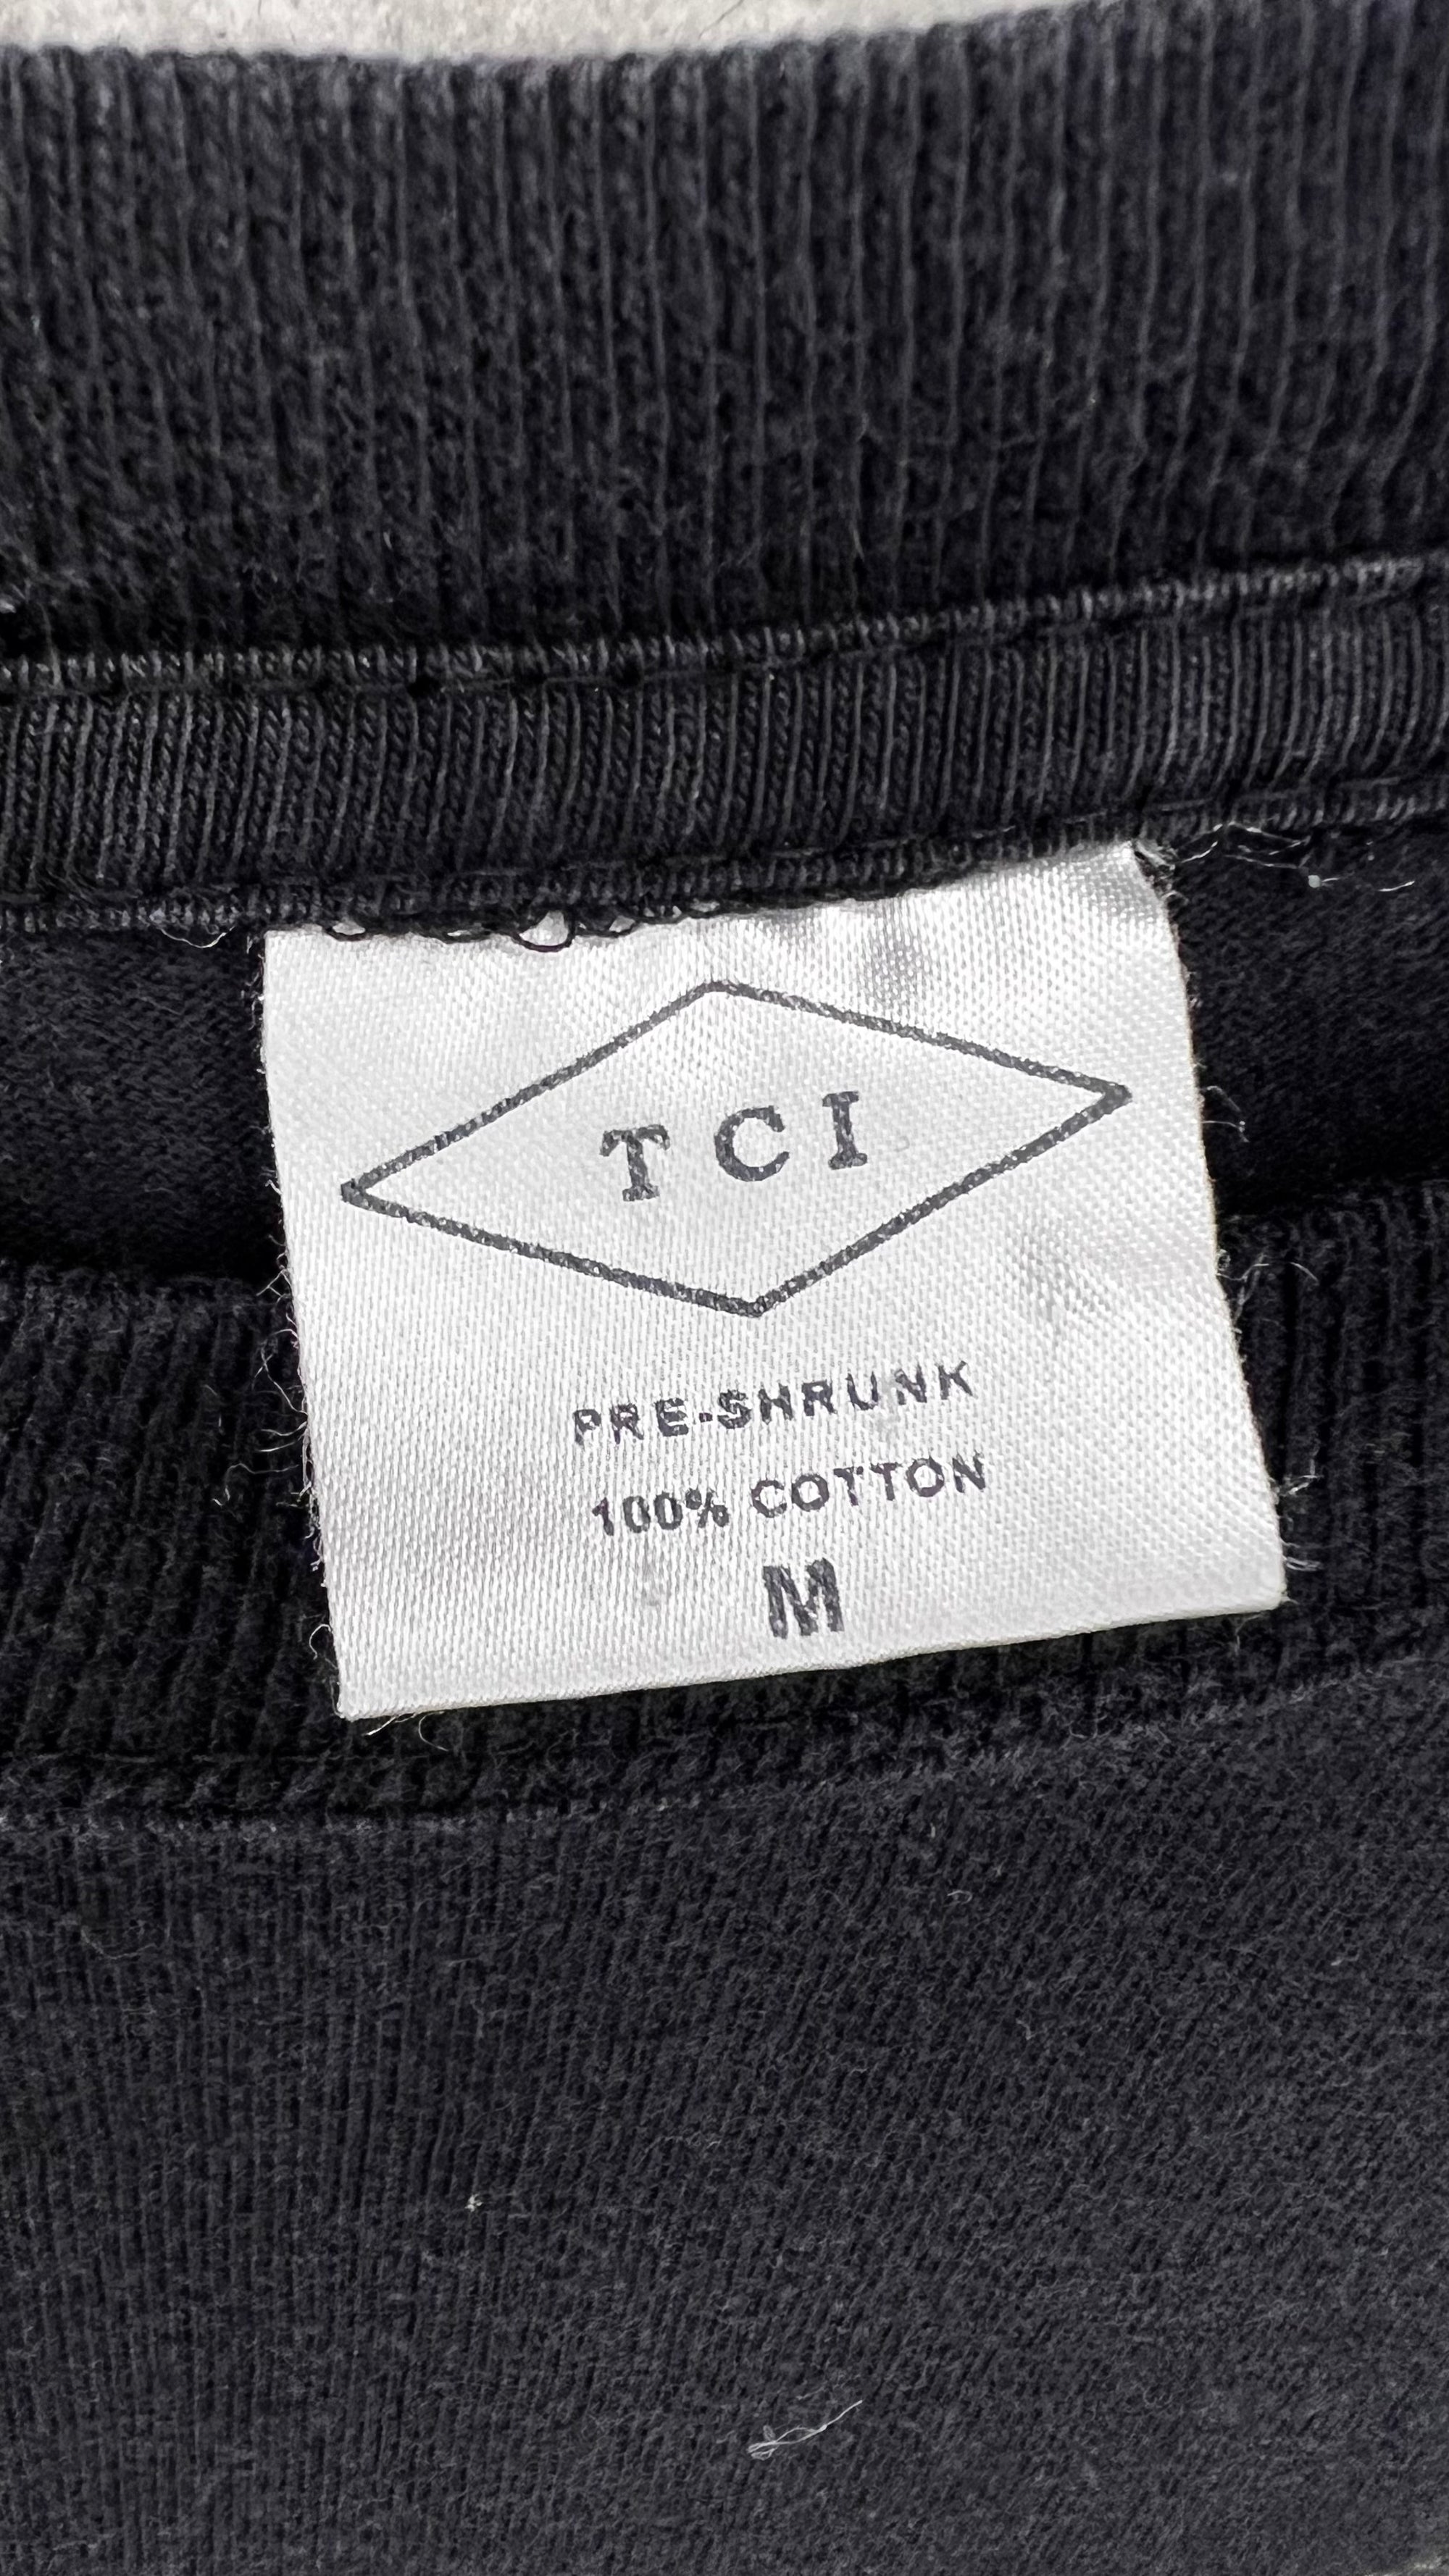 TCI
PRE-SHRUNK
100% COTTON
M